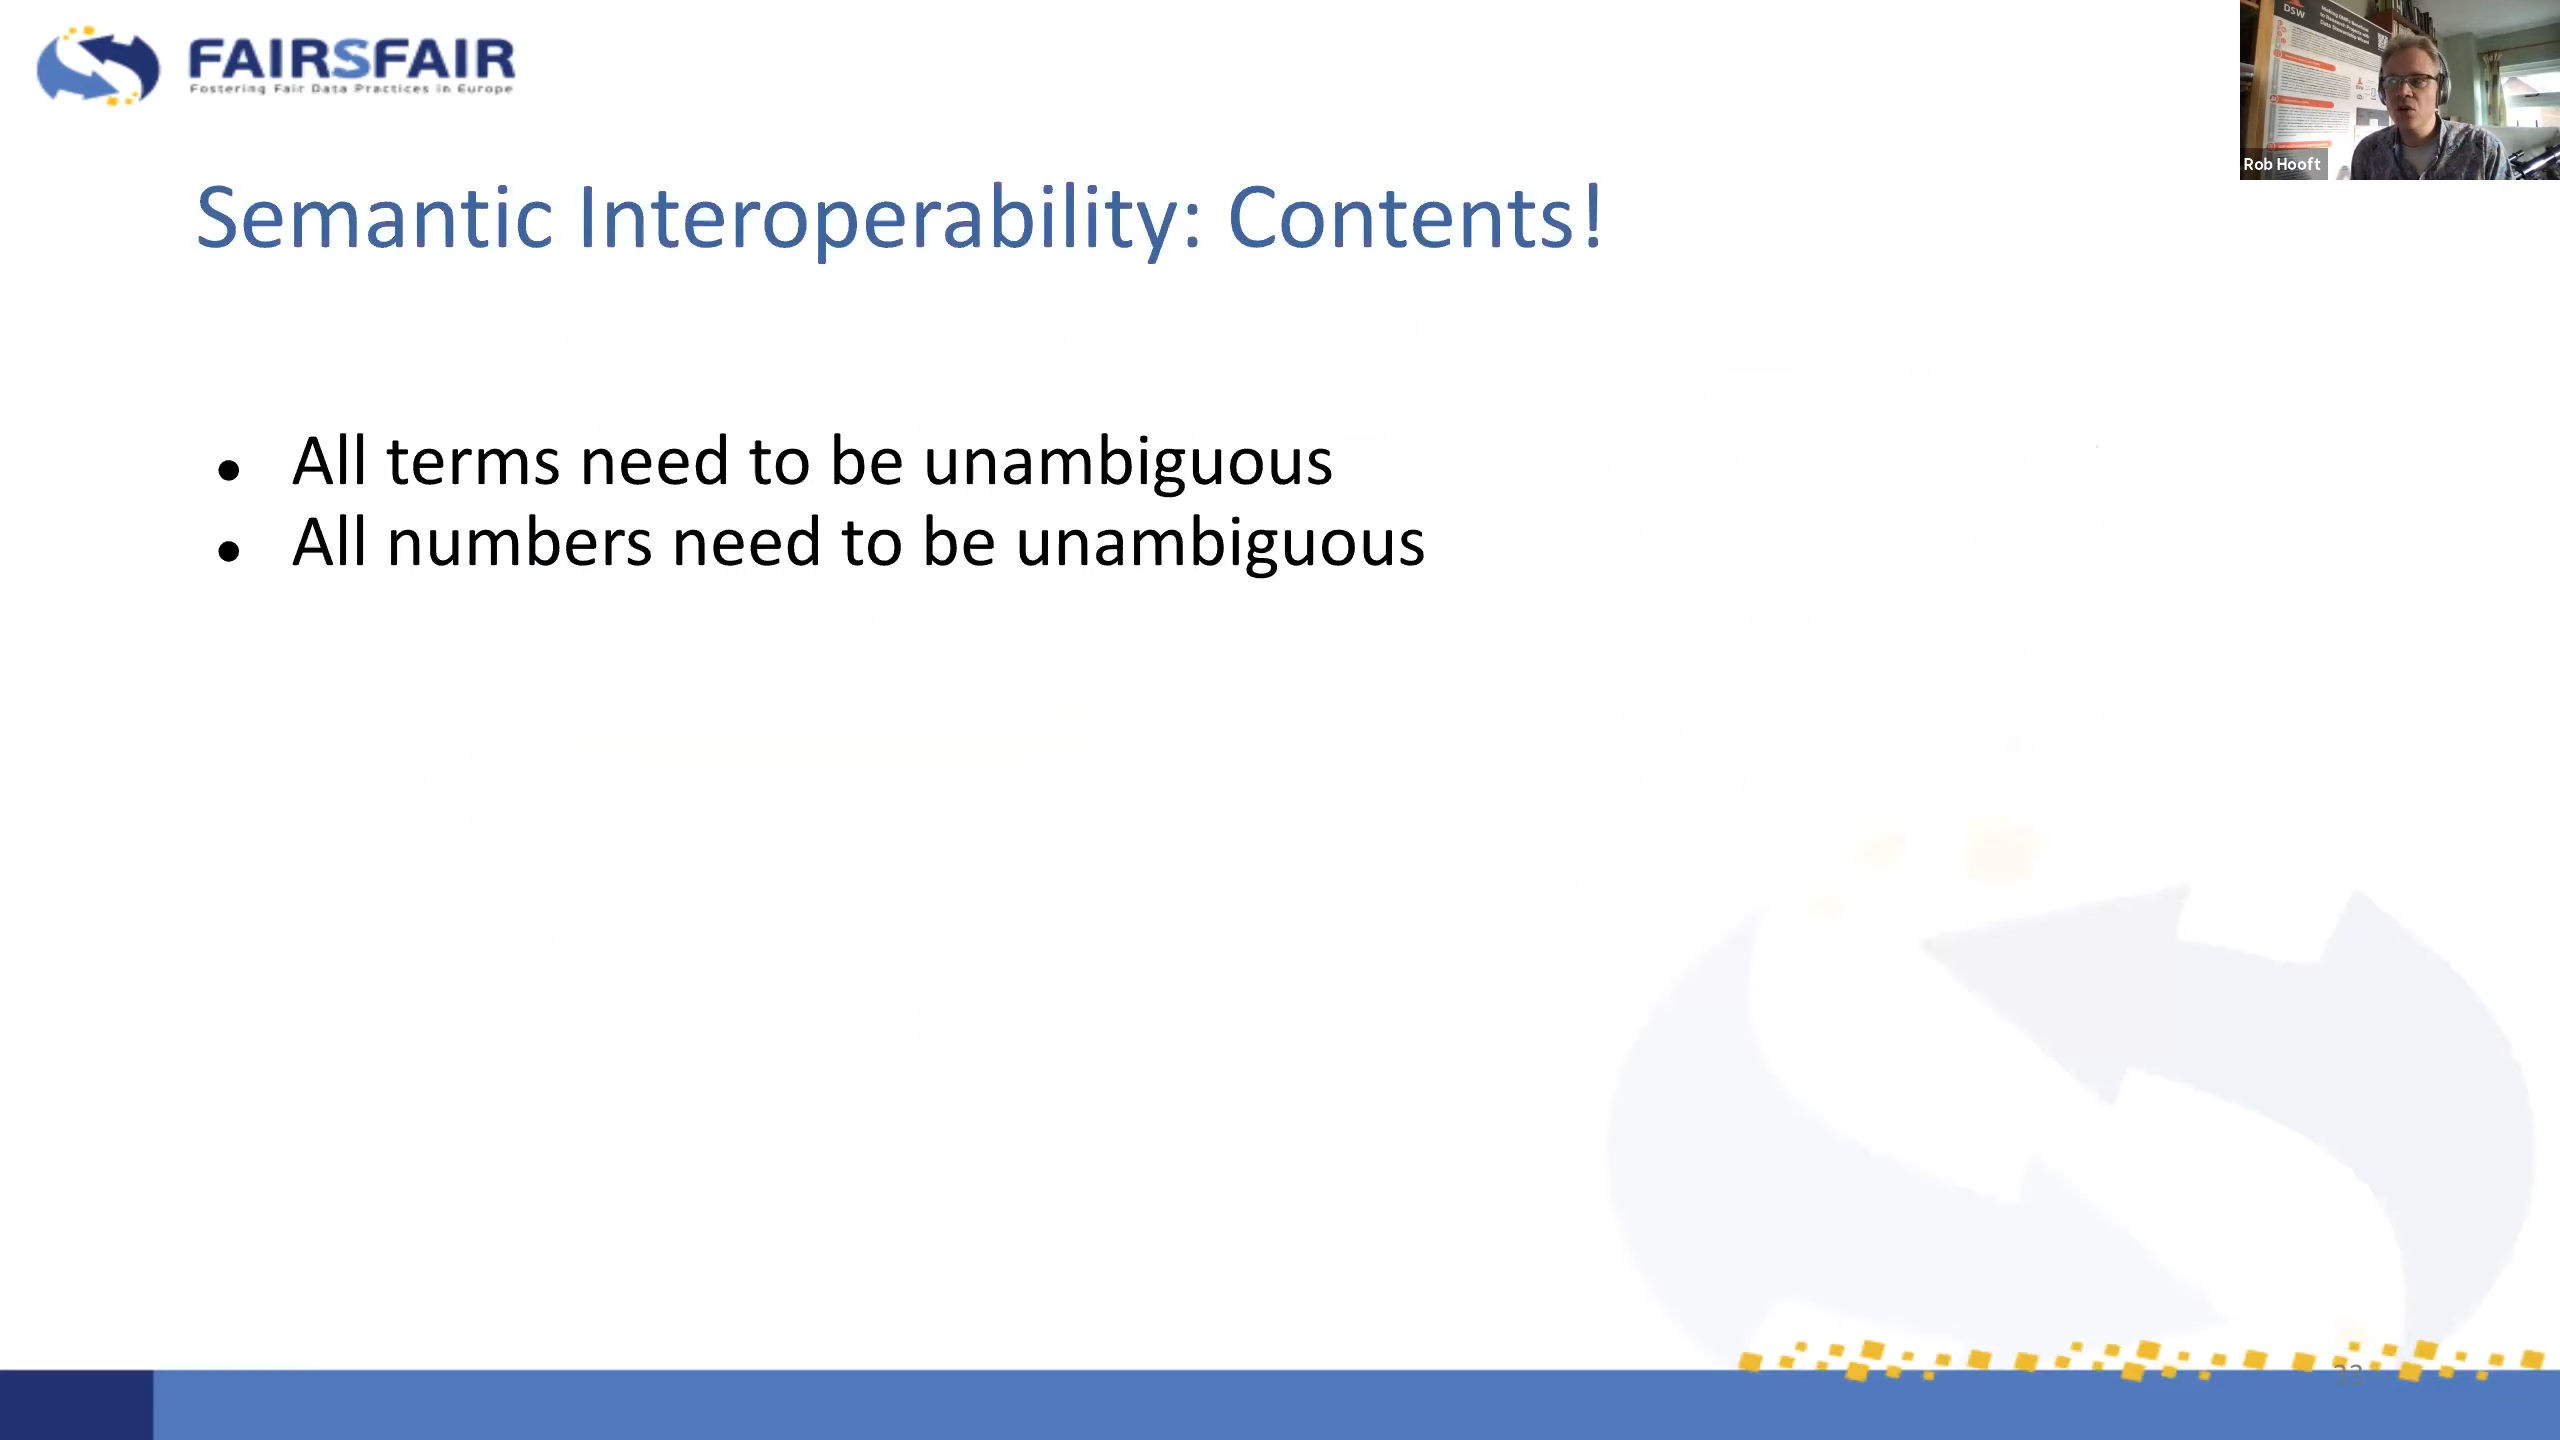 FAIRSFAIR
Fostering Fair Data Practices in Europe
DSW
Rob Hooft
Semantic Interoperability: Contents!
● All terms need to be unambiguous
● All numbers need to be unambiguous